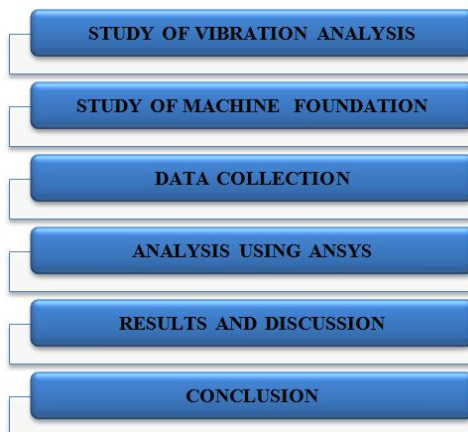 STUDY OF VIBRATION ANALYSIS
STUDY OF MACHINE FOUNDATION
DATA COLLECTION
ANALYSIS USING ANSYS
RESULTS AND DISCUSSION
CONCLUSION